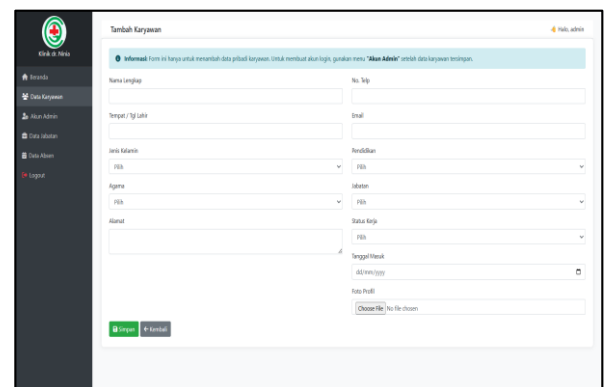 Klinik dr. Ninis
Beranda
Data Karyawan
Akun Admin
Data Jabatan
Data Absen
Logout
Tambah Karyawan
Halo, admin
Informasi: Form ini hanya untuk menambah data pribadi karyawan. Untuk membuat akun login, gunakan menu "Akun Admin" setelah data karyawan tersimpan.
Nama Lengkap
No. Telp
Tempat / Tgl Lahir
Email
Jenis Kelamin
Pilih
Pendidikan
Pilih
Agama
Pilih
Jabatan
Pilih
Alamat
Status Kerja
Pilih
Tanggal Masuk
dd/mm/yyyy
Foto Profil
Choose File No file chosen
Simpan
Kembali